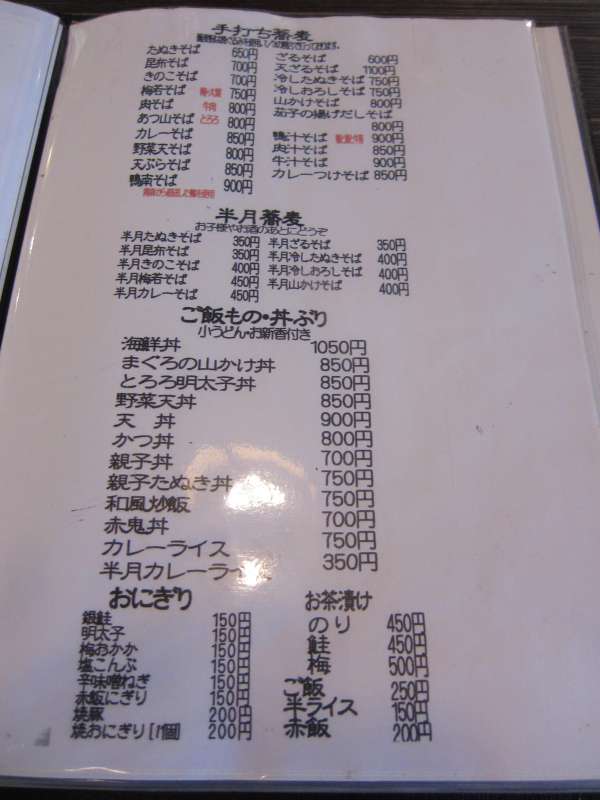 手打ち蕎麦
たぬきそば 650円
昆布そば 700円
きのこそば 700円
梅若そば 750円
肉そば 牛肉 800円
あつ山そば とろろ 800円
カレーそば 850円
野菜天そば 800円
天ぷらそば 850円
鴨南そば 900円
ざるそば 600円
天ざるそば 1100円
冷したぬきそば 750円
冷しおろしそば 750円
山かけそば 800円
茄子の揚げだしそば
800円
鴨汁そば 900円
肉汁そば 850円
牛汁そば 900円
カレーつけそば 850円
半月蕎麦
お子様やお酒のあとにどうぞ
半月たぬきそば 350円
半月昆布そば 350円
半月きのこそば 400円
半月梅若そば 450円
半月カレーそば 450円
半月ざるそば 350円
半月冷したぬきそば 400円
半月冷しおろしそば 400円
半月山かけそば 400円
ご飯もの・丼ぶり
小うどん・お新香付き
海鮮丼 1050円
まぐろの山かけ丼 850円
とろろ明太子丼 850円
野菜天丼 850円
天 丼 900円
かつ丼 800円
親子丼 700円
親子たぬき丼 750円
和風炒飯 750円
赤鬼丼 700円
カレーライス 750円
半月カレーライス 350円
おにぎり
銀鮭 150円
明太子 150円
梅おかか 150円
塩こんぶ 150円
辛味噌ねぎ 150円
赤飯にぎり 150円
焼豚 200円
焼おにぎり[1個] 200円
お茶漬け
のり 450円
鮭 450円
梅 500円
ご飯 250円
半ライス 150円
赤飯 200円